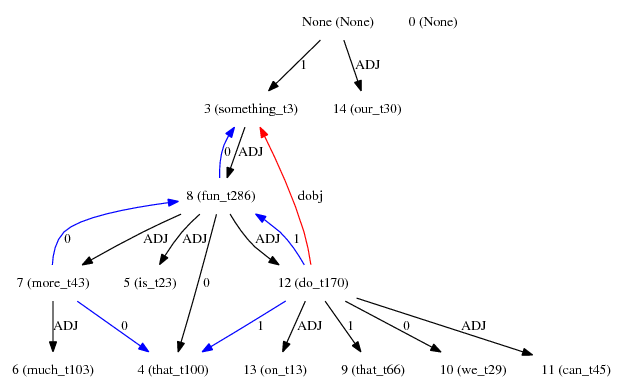 None (None) 0 (None)
1 ADJ
3 (something_t3) 14 (our_t30)
0 ADJ
dobj
8 (fun_t286)
0 ADJ ADJ 0 ADJ 1
7 (more_t43) 5 (is_t23) 12 (do_t170)
ADJ 0 1 ADJ 1 0 ADJ
6 (much_t103) 4 (that_t100) 13 (on_t13) 9 (that_t66) 10 (we_t29) 11 (can_t45)